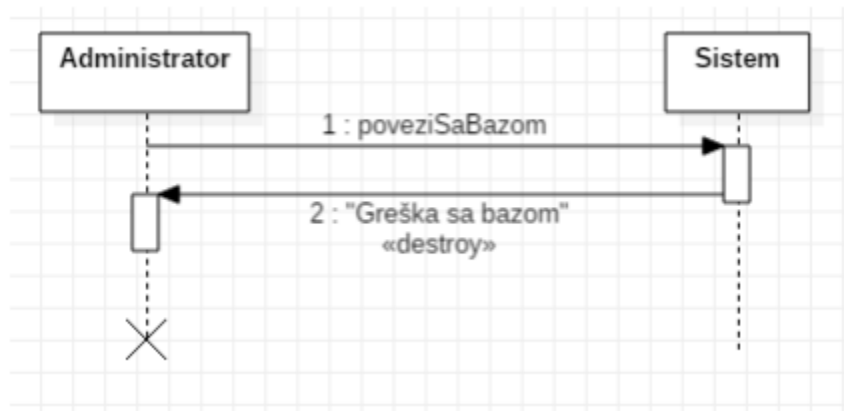 Administrator
Sistem
1 : poveziSaBazom
2 : "Greška sa bazom"
«destroy»